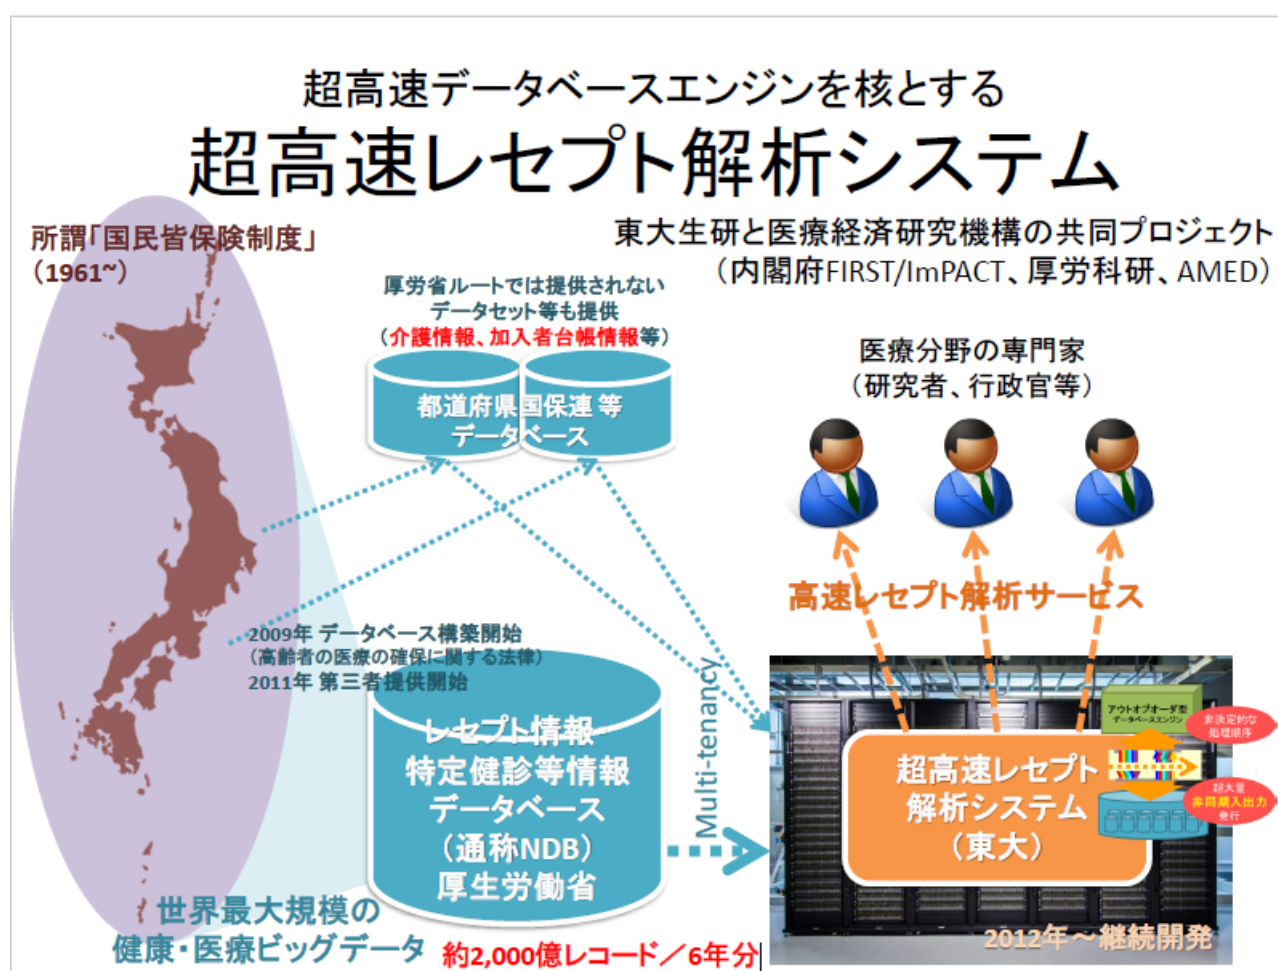 超高速データベースエンジンを核とする
超高速レセプト解析システム
所謂「国民皆保険制度」
（1961~）
東大生研と医療経済研究機構の共同プロジェクト
（内閣府FIRST/ImPACT、厚労科研、AMED）
厚労省ルートでは提供されない
データセット等も提供
（介護情報、加入者台帳情報等）
都道府県国保連 等
データベース
医療分野の専門家
（研究者、行政官等）
高速レセプト解析サービス
2009年 データベース構築開始
（高齢者の医療の確保に関する法律）
2011年 第三者提供開始
レセプト情報・
特定健診等情報
データベース
（通称NDB）
厚生労働省
Multi-tenancy
アウトオブオーダ型
データベースエンジン
非決定的な
処理順序
超大量
非同期入出力
発行
超高速レセプト
解析システム
（東大）
2012年～継続開発
世界最大規模の
健康・医療ビッグデータ
約2,000億レコード／6年分